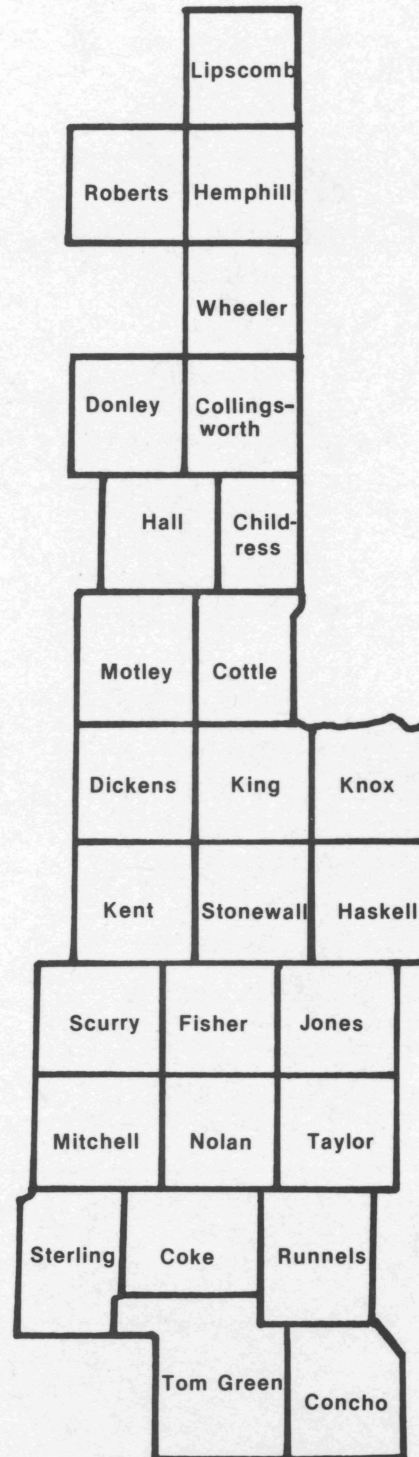 Lipscomb
Roberts Hemphill
Wheeler
Donley Collings-
worth
Hall Child-
ress
Motley Cottle
Dickens King Knox
Kent Stonewall Haskell
Scurry Fisher Jones
Mitchell Nolan Taylor
Sterling Coke Runnels
Tom Green Concho